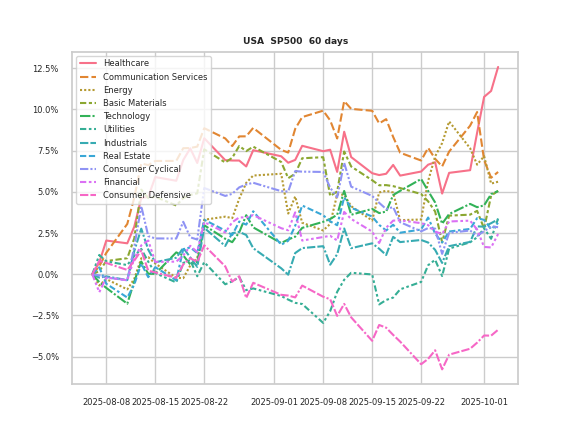 USA SP500 60 days
12.5%
10.0%
7.5%
5.0%
2.5%
0.0%
−2.5%
−5.0%
Healthcare
Communication Services
Energy
Basic Materials
Technology
Utilities
Industrials
Real Estate
Consumer Cyclical
Financial
Consumer Defensive
2025-08-08 2025-08-15 2025-08-22 2025-09-01 2025-09-08 2025-09-15 2025-09-22 2025-10-01